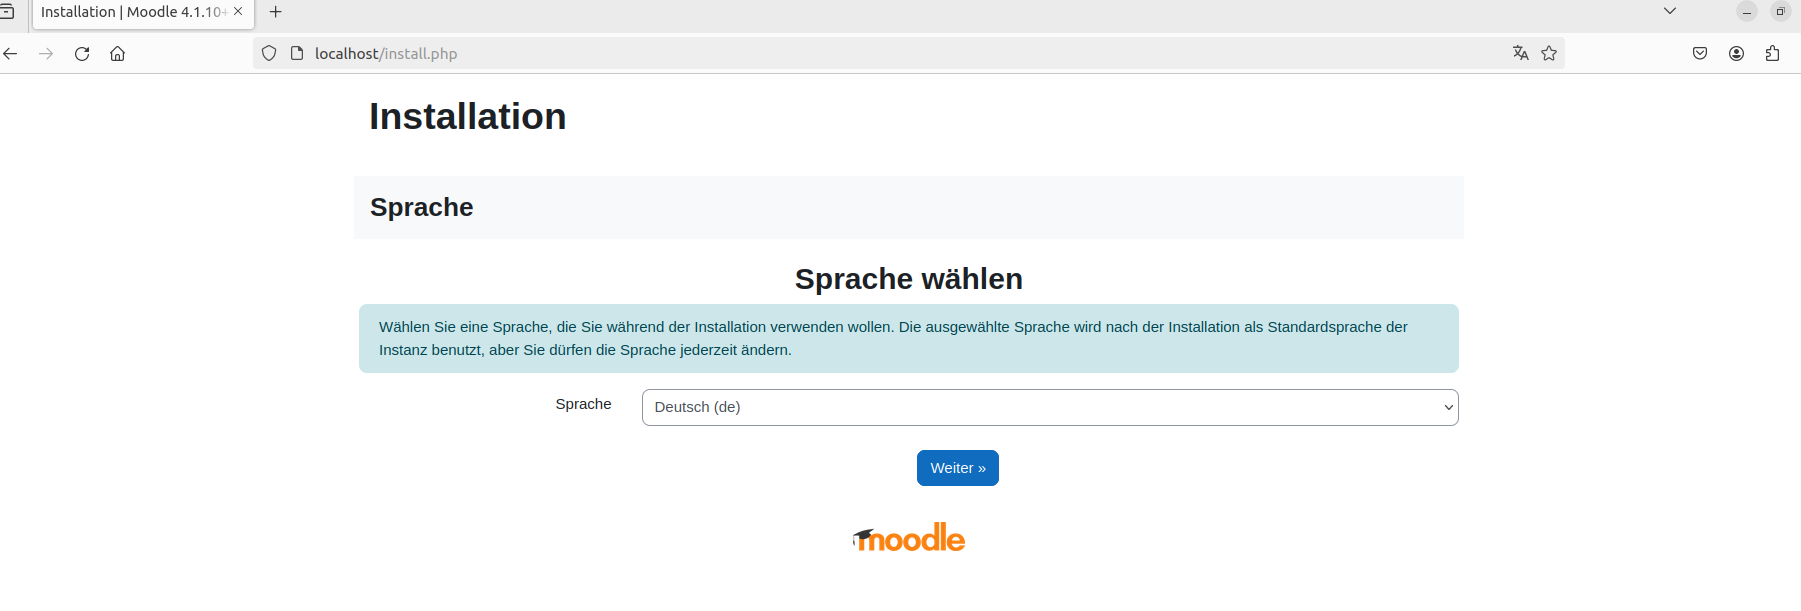 Installation | Moodle 4.1.10+
localhost/install.php
Installation
Sprache
Sprache wählen
Wählen Sie eine Sprache, die Sie während der Installation verwenden wollen. Die ausgewählte Sprache wird nach der Installation als Standardsprache der
Instanz benutzt, aber Sie dürfen die Sprache jederzeit ändern.
Sprache
Deutsch (de)
Weiter »
moodle